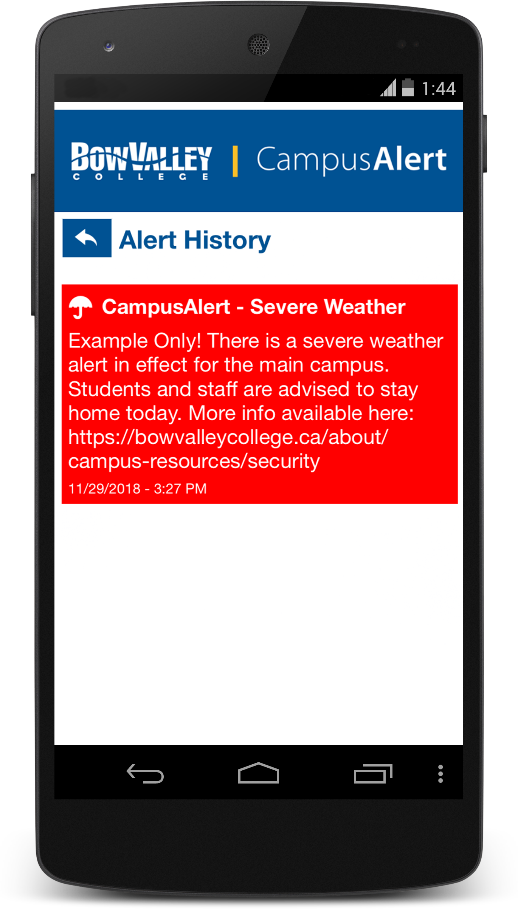 1:44
BOWVALLEY
COLLEGE
CampusAlert
Alert History
CampusAlert - Severe Weather
Example Only! There is a severe weather
alert in effect for the main campus.
Students and staff are advised to stay
home today. More info available here:
https://bowvalleycollege.ca/about/
campus-resources/security
11/29/2018 - 3:27 PM